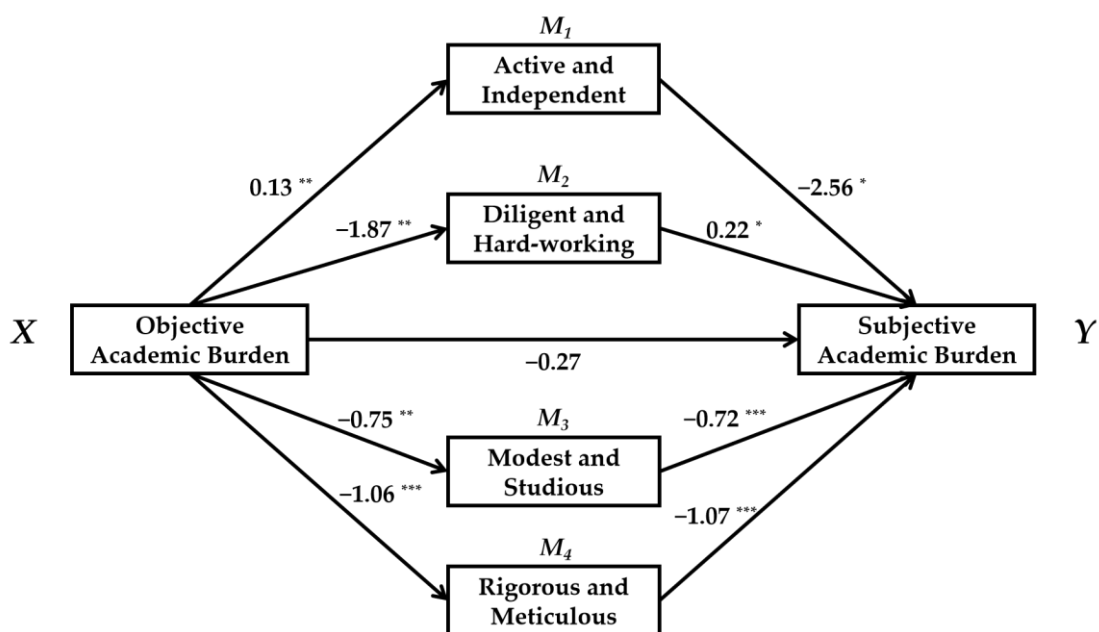 M1
Active and
Independent
0.13 **
−2.56 *
M2
Diligent and
Hard-working
−1.87 **
0.22 *
X
Objective
Academic Burden
Subjective
Academic Burden
Y
−0.27
−0.75 **
M3
−0.72 ***
Modest and
Studious
−1.06 ***
−1.07 ***
M4
Rigorous and
Meticulous